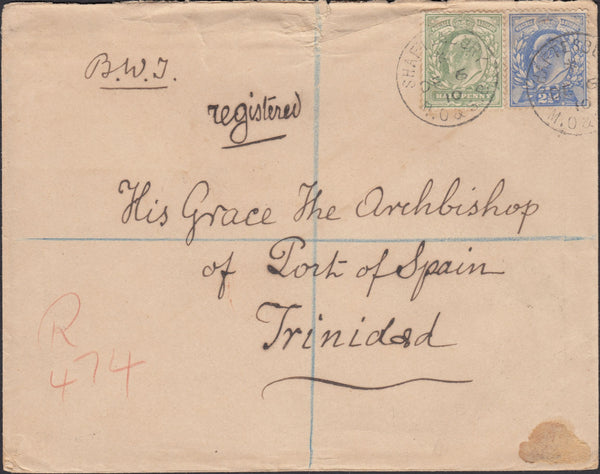 B.W.I.
registered
HALFPENNY
His Grace The Archbishop
of Port of Spain
Trinidad
R
474